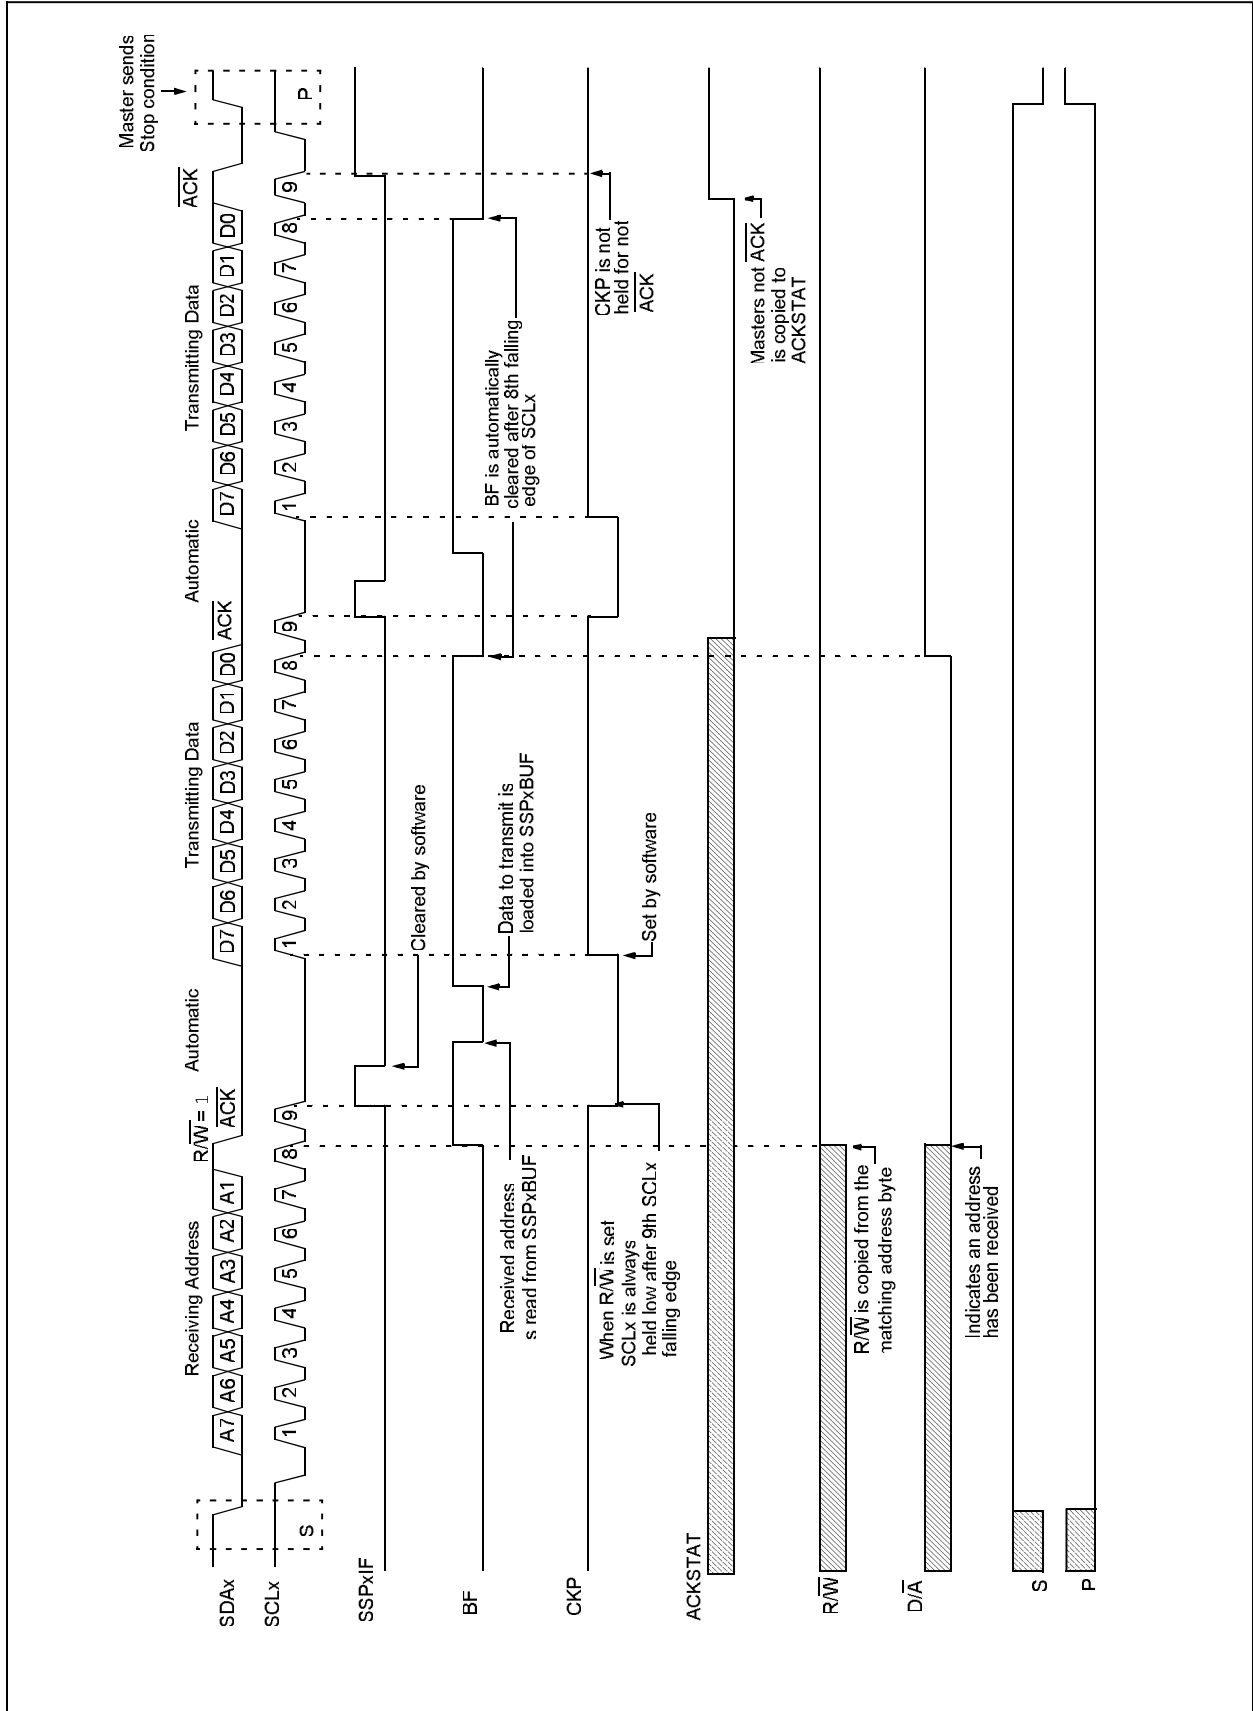 Master sends
Stop condition
Receiving Address
R/W̅ = 1
A̅C̅K̅
Automatic
Transmitting Data
A̅C̅K̅
Automatic
Transmitting Data
A̅C̅K̅
SDAx
A7 A6 A5 A4 A3 A2 A1
D7 D6 D5 D4 D3 D2 D1 D0
D7 D6 D5 D4 D3 D2 D1 D0
SCLx
S
1 2 3 4 5 6 7 8 9
1 2 3 4 5 6 7 8 9
1 2 3 4 5 6 7 8 9
P
SSPxIF
Cleared by software
BF
Received address
s read from SSPxBUF
Data to transmit is
loaded into SSPxBUF
BF is automatically
cleared after 8th falling
edge of SCLx
CKP
When R/W̅ is set
SCLx is always
held low after 9th SCLx
falling edge
Set by software
CKP is not
held for not
A̅C̅K̅
ACKSTAT
Masters not A̅C̅K̅
is copied to
ACKSTAT
R/W̅
R/W̅ is copied from the
matching address byte
D/A̅
Indicates an address
has been received
S
P